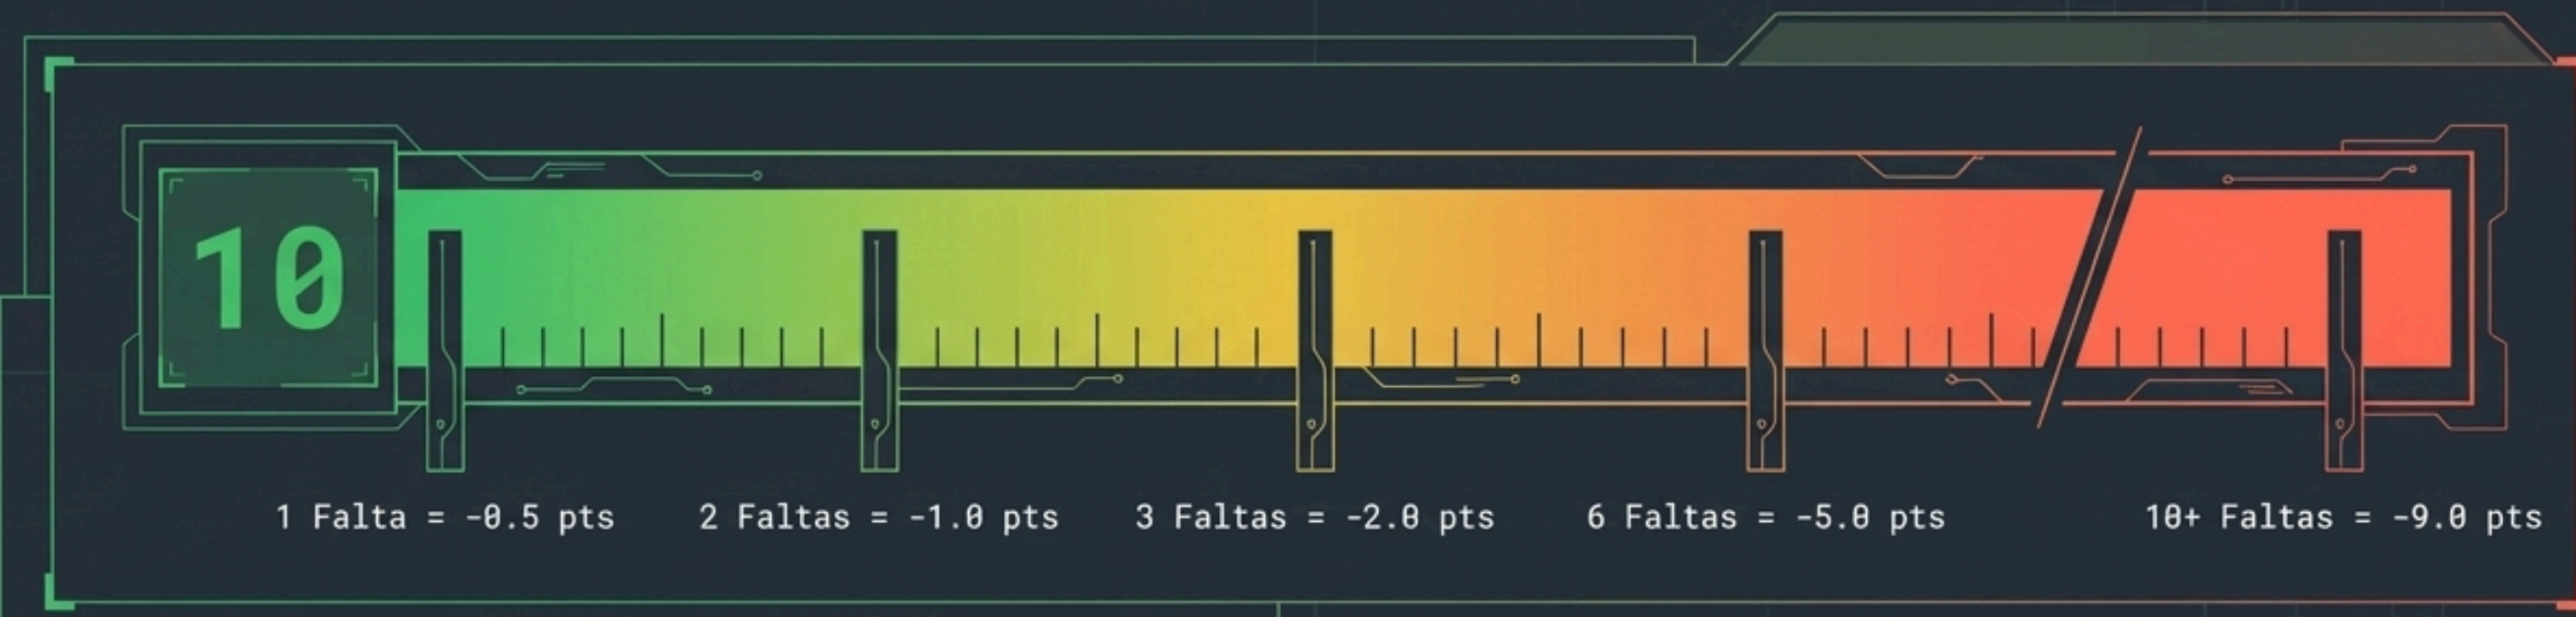 10
1 Falta = -0.5 pts
2 Faltas = -1.0 pts
3 Faltas = -2.0 pts
6 Faltas = -5.0 pts
10+ Faltas = -9.0 pts